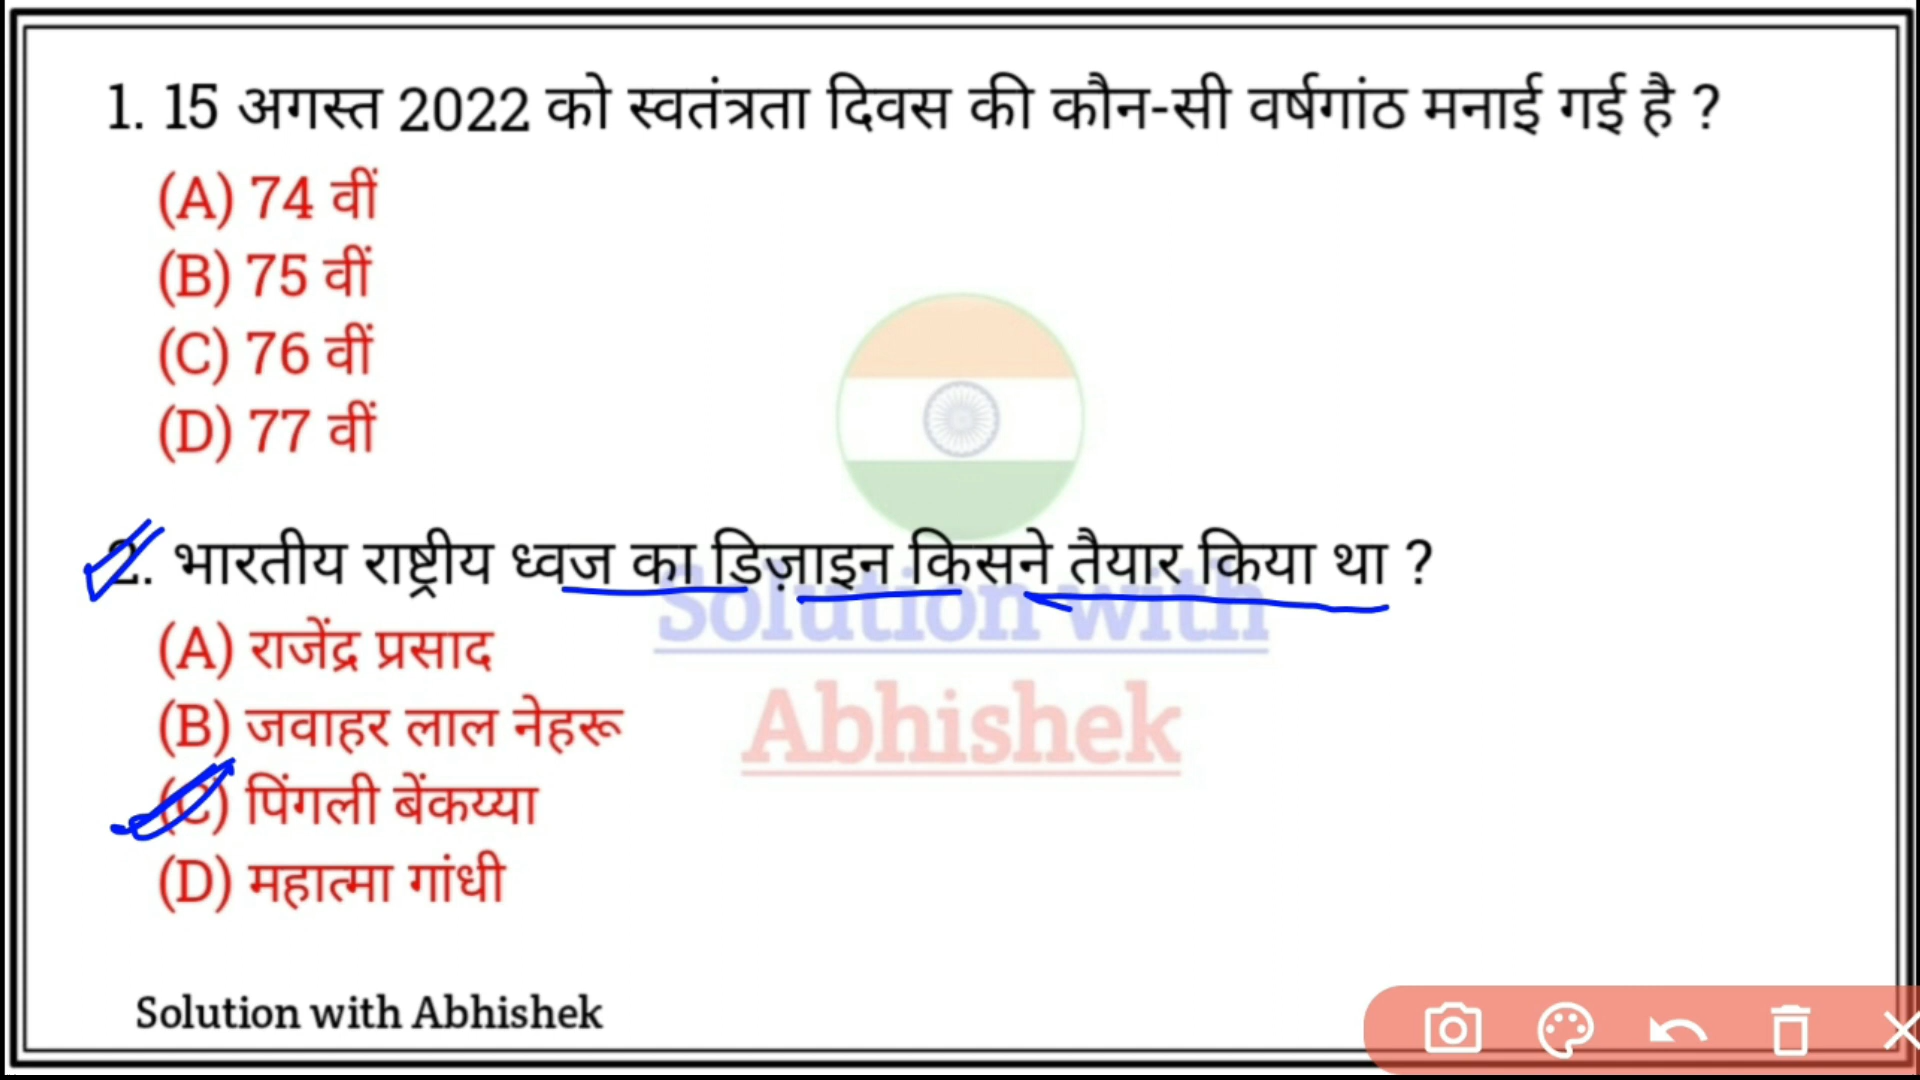 1. 15 अगस्त 2022 को स्वतंत्रता दिवस की कौन-सी वर्षगांठ मनाई गई है ?
(A) 74 वीं
(B) 75 वीं
(C) 76 वीं
(D) 77 वीं
2. भारतीय राष्ट्रीय ध्वज का डिज़ाइन किसने तैयार किया था ?
Solution with
(A) राजेंद्र प्रसाद
(B) जवाहर लाल नेहरू
Abhishek
(C) पिंगली बेंकय्या
(D) महात्मा गांधी
Solution with Abhishek